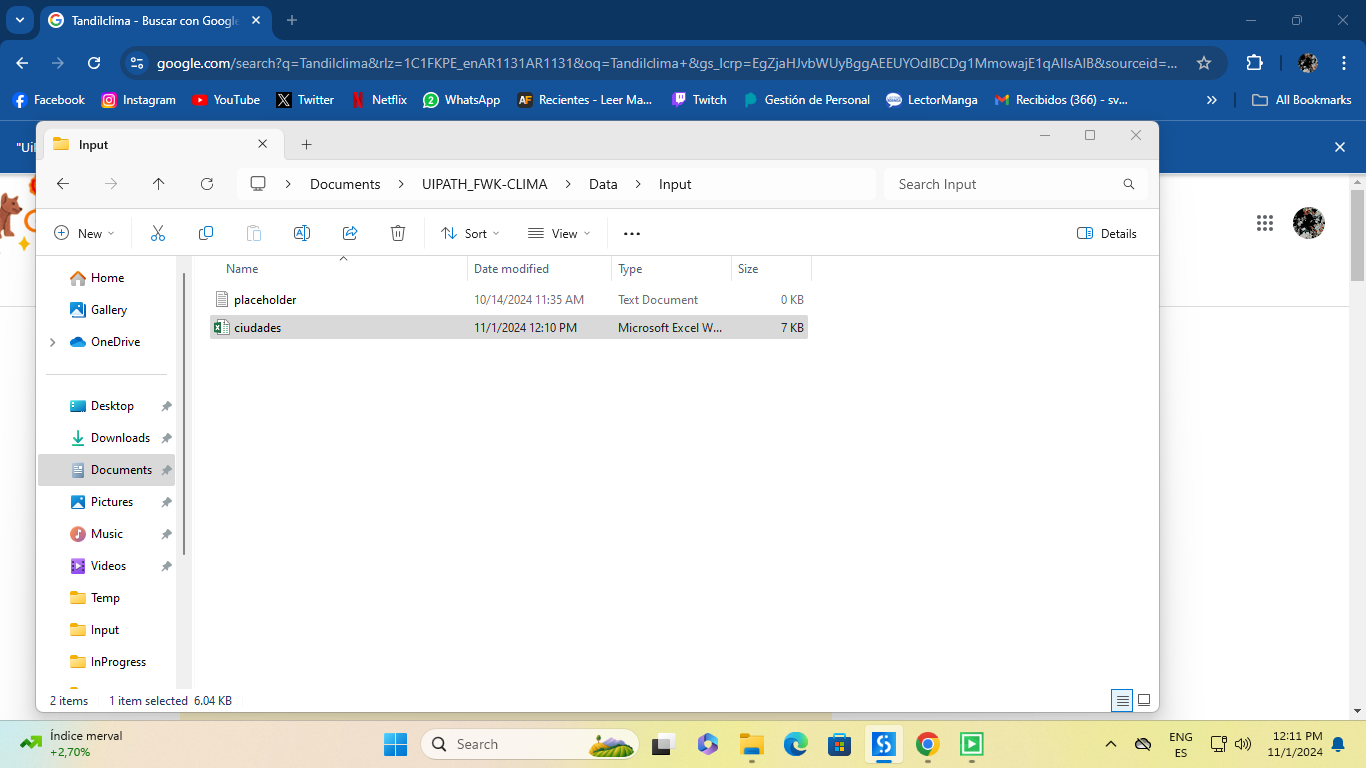 Tandilclima - Buscar con Google
google.com/search?q=Tandilclima&rlz=1C1FKPE_enAR1131AR1131&oq=Tandilclima+&gs_lcrp=EgZjaHJvbWUyBggAEEUYOdIBCDg1MmowajE1qAIIsAIB&sourceid=...
Facebook Instagram YouTube Twitter Netflix WhatsApp Recientes - Leer Ma... Twitch Gestión de Personal LectorManga Recibidos (366) - sv... » All Bookmarks
Input
Documents > UIPATH_FWK-CLIMA > Data > Input
Search Input
New Sort View ... Details
Name Date modified Type Size
placeholder 10/14/2024 11:35 AM Text Document 0 KB
ciudades 11/1/2024 12:10 PM Microsoft Excel W... 7 KB
Home
Gallery
OneDrive
Desktop
Downloads
Documents
Pictures
Music
Videos
Temp
Input
InProgress
2 items 1 item selected 6.04 KB
Índice merval
+2,70%
Search
ENG
ES
12:11 PM
11/1/2024